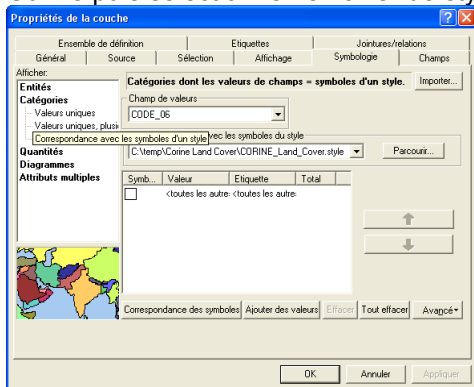 Propriétés de la couche
Ensemble de définition Etiquettes Jointures/relations
Général Source Sélection Affichage Symbologie Champs
Afficher:
Entités
Catégories
Valeurs uniques
Valeurs uniques, plusi
Correspondance avec les symboles d'un style
Quantités
Diagrammes
Attributs multiples
Catégories dont les valeurs de champs = symboles d'un style.
Importer...
Champ de valeurs
CODE_06
vec les symboles du style
C:\temp\Corine Land Cover\CORINE_Land_Cover.style
Parcourir...
Symb... Valeur Etiquette Total
<toutes les autre: <toutes les autre:
Correspondance des symboles Ajouter des valeurs Effacer Tout effacer Avancé
OK Annuler Appliquer